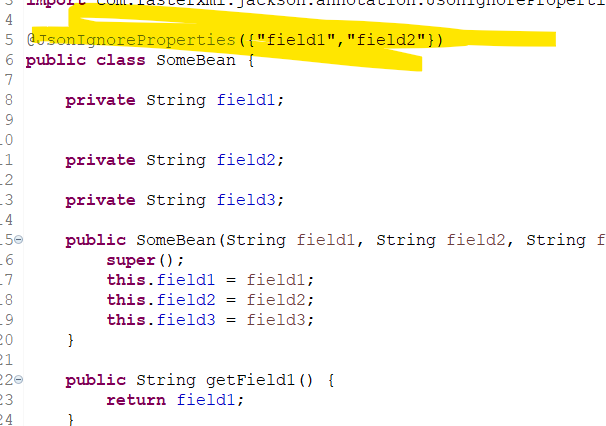 3 import com.fasterxml.jackson.annotation.JsonIgnoreProperti
4
5 @JsonIgnoreProperties({"field1","field2"})
6 public class SomeBean {
7
8 private String field1;
9
10
11 private String field2;
12
13 private String field3;
14
15 public SomeBean(String field1, String field2, String f
16 super();
17 this.field1 = field1;
18 this.field2 = field2;
19 this.field3 = field3;
20 }
21
22 public String getField1() {
23 return field1;
24 }